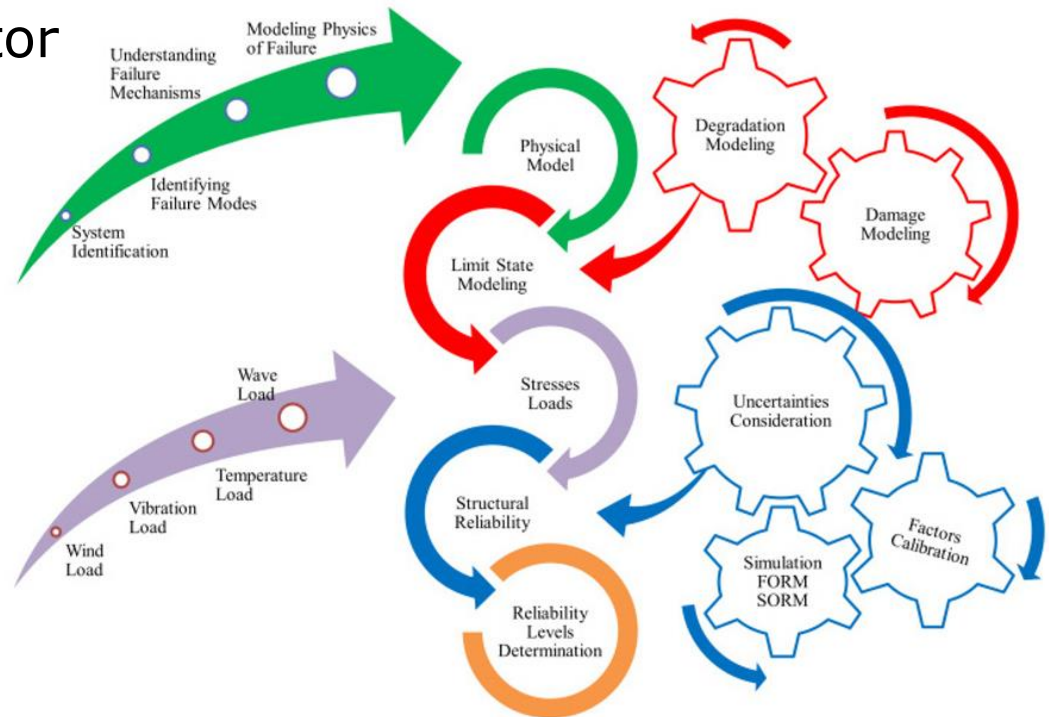 tor
Modeling Physics
of Failure
Understanding
Failure
Mechanisms
Identifying
Failure Modes
System
Identification
Physical
Model
Degradation
Modeling
Damage
Modeling
Limit State
Modeling
Wave
Load
Temperature
Load
Vibration
Load
Wind
Load
Stresses
Loads
Uncertainties
Consideration
Structural
Reliability
Factors
Calibration
Simulation
FORM
SORM
Reliability
Levels
Determination